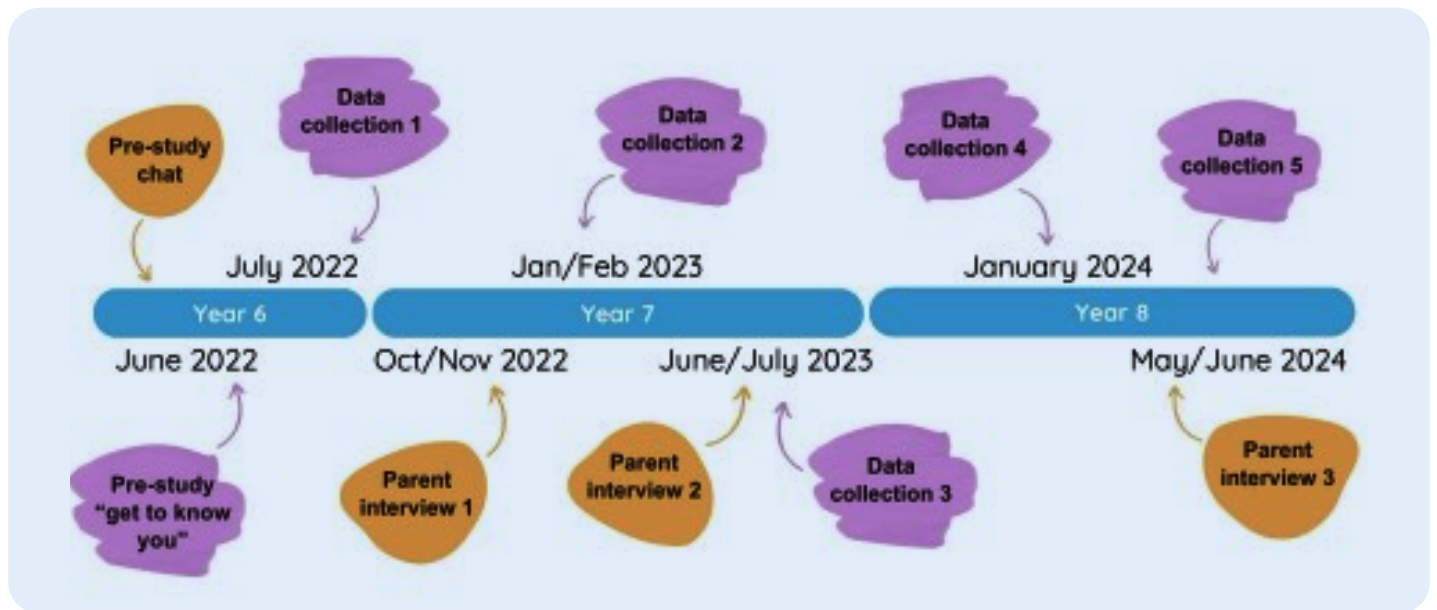 Data
collection 1
Data
collection 2
Data
collection 4
Data
collection 5
Pre-study
chat
July 2022
Jan/Feb 2023
January 2024
Year 6
Year 7
Year 8
June 2022
Oct/Nov 2022
June/July 2023
May/June 2024
Pre-study
“get to know
you”
Parent
interview 1
Parent
interview 2
Data
collection 3
Parent
interview 3